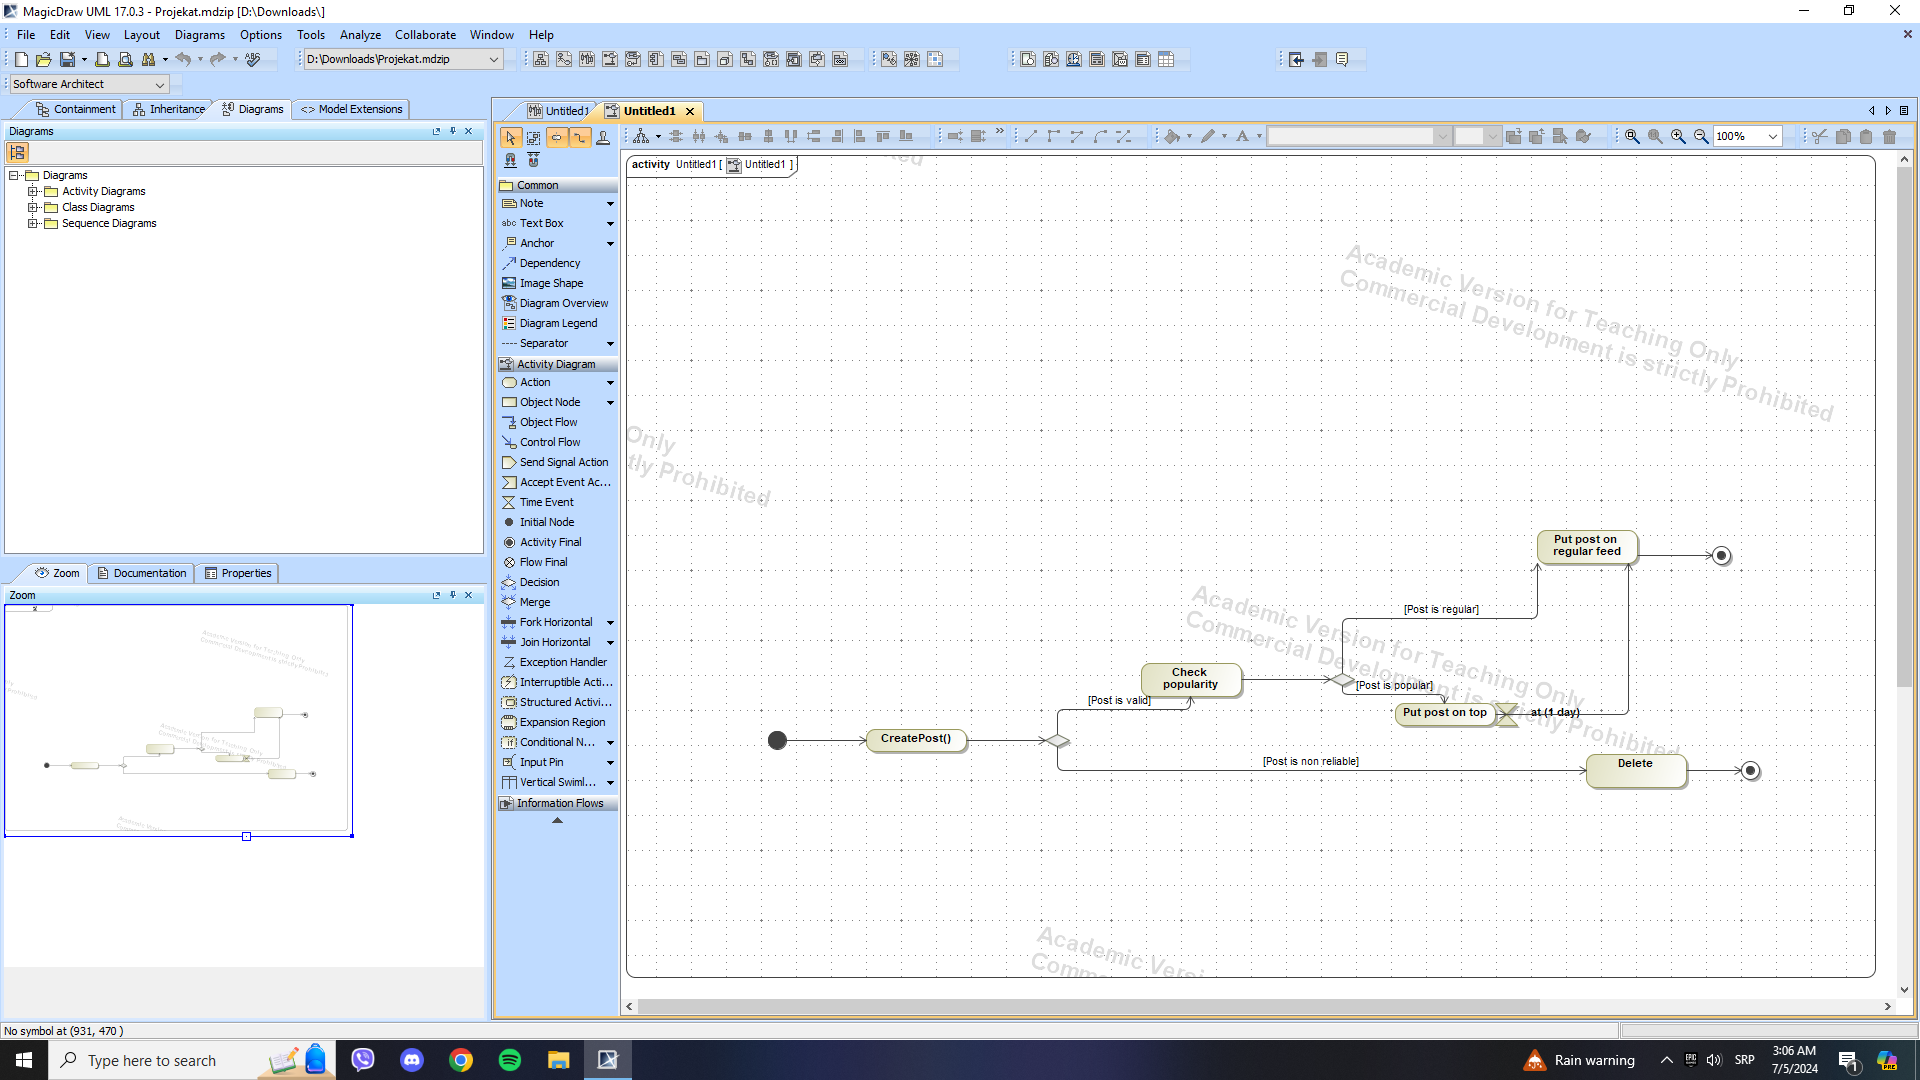 MagicDraw UML 17.0.3 - Projekat.mdzip [D:\Downloads\]
File Edit View Layout Diagrams Options Tools Analyze Collaborate Window Help
D:\Downloads\Projekat.mdzip
Software Architect
Containment Inheritance Diagrams <> Model Extensions
Diagrams
Diagrams
Activity Diagrams
Class Diagrams
Sequence Diagrams
Zoom Documentation Properties
Zoom
Untitled1 Untitled1
100%
Common
Note
abc Text Box
Anchor
Dependency
Image Shape
Diagram Overview
Diagram Legend
Separator
Activity Diagram
Action
Object Node
Object Flow
Control Flow
Send Signal Action
Accept Event Ac...
Time Event
Initial Node
Activity Final
Flow Final
Decision
Merge
Fork Horizontal
Join Horizontal
Exception Handler
Interruptible Acti...
Structured Activi...
Expansion Region
Conditional N...
Input Pin
Vertical Swiml...
Information Flows
activity Untitled1 [ Untitled1 ]
Academic Version for Teaching Only
Commercial Development is strictly Prohibited
Only
tly Prohibited
Put post on
regular feed
[Post is regular]
Academic Version for Teaching Only
Commercial Development is strictly Prohibited
Check
popularity
[Post is popular]
[Post is valid]
Put post on top
at (1 day)
CreatePost()
[Post is non reliable]
Delete
Academic Versi
No symbol at (931, 470 )
Type here to search
Rain warning
SRP
3:06 AM
7/5/2024
1